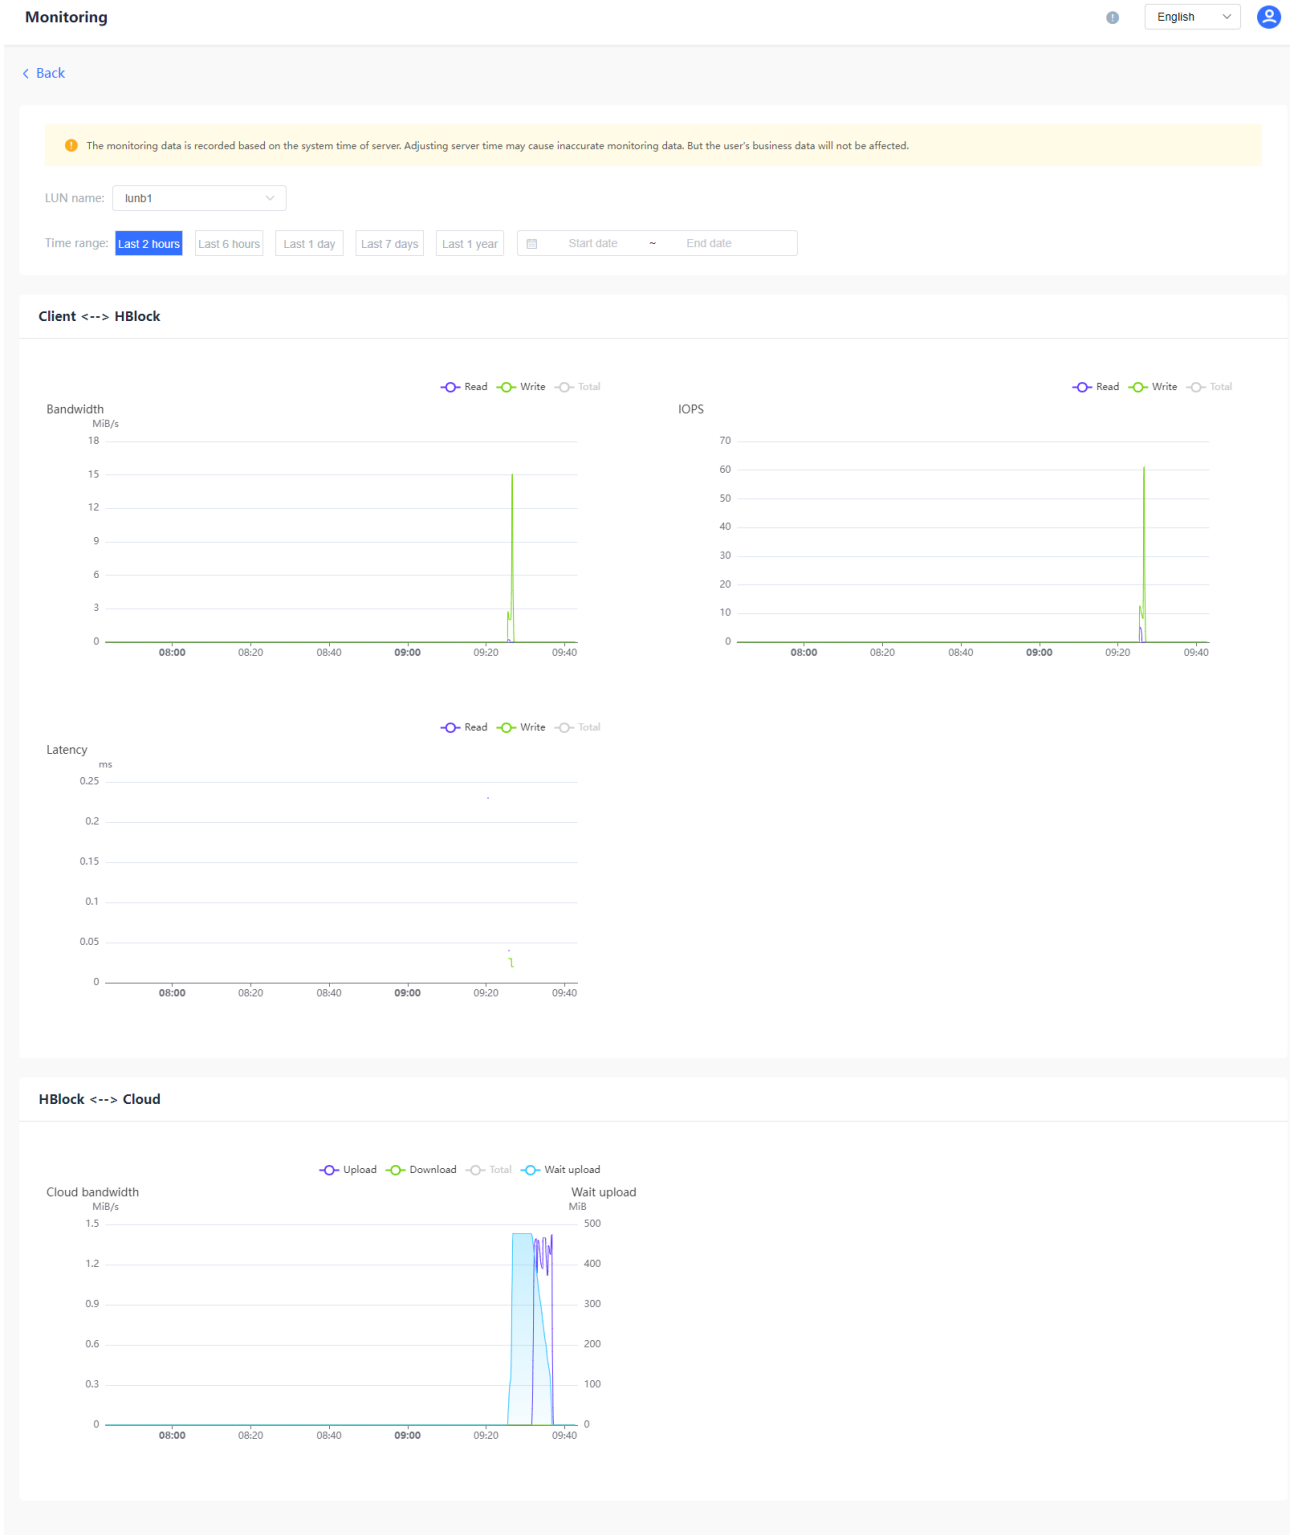 Monitoring
English
Back
The monitoring data is recorded based on the system time of server. Adjusting server time may cause inaccurate monitoring data. But the user's business data will not be affected.
LUN name: lunb1
Time range: Last 2 hours Last 6 hours Last 1 day Last 7 days Last 1 year Start date ~ End date
Client <--> HBlock
Read Write Total
Bandwidth
MiB/s
18
15
12
9
6
3
0
08:00 08:20 08:40 09:00 09:20 09:40
Read Write Total
IOPS
70
60
50
40
30
20
10
0
08:00 08:20 08:40 09:00 09:20 09:40
Read Write Total
Latency
ms
0.25
0.2
0.15
0.1
0.05
0
08:00 08:20 08:40 09:00 09:20 09:40
HBlock <--> Cloud
Upload Download Total Wait upload
Cloud bandwidth Wait upload
MiB/s MiB
1.5 500
1.2 400
0.9 300
0.6 200
0.3 100
0 0
08:00 08:20 08:40 09:00 09:20 09:40